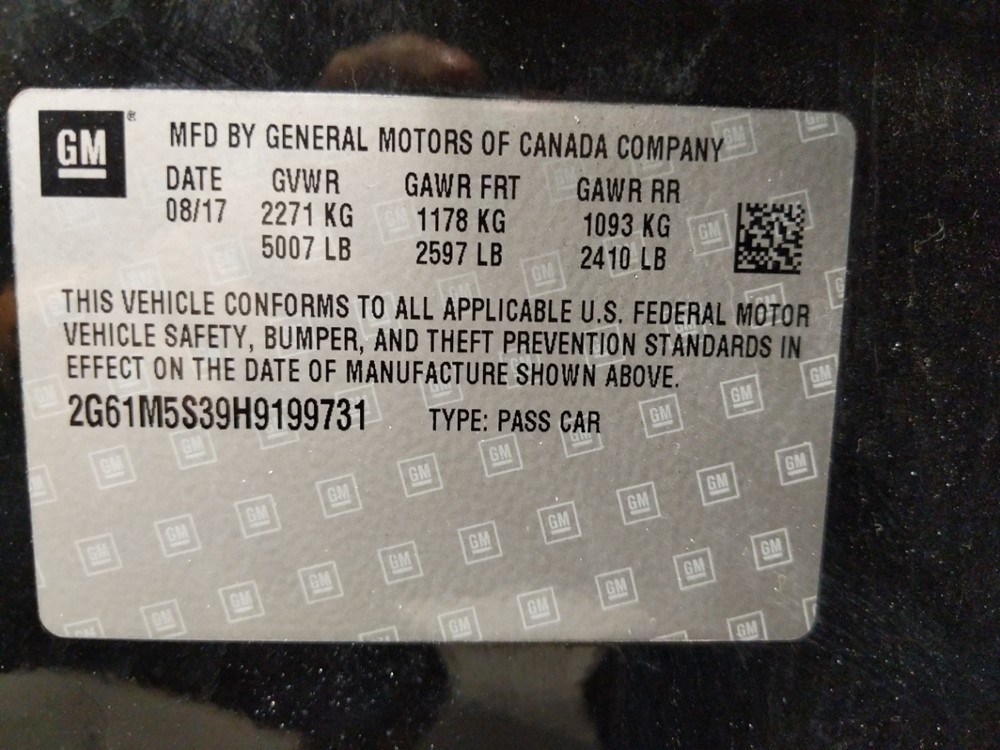 GM
MFD BY GENERAL MOTORS OF CANADA COMPANY
DATE GVWR GAWR FRT GAWR RR
08/17 2271 KG 1178 KG 1093 KG
5007 LB 2597 LB 2410 LB
THIS VEHICLE CONFORMS TO ALL APPLICABLE U.S. FEDERAL MOTOR
VEHICLE SAFETY, BUMPER, AND THEFT PREVENTION STANDARDS IN
EFFECT ON THE DATE OF MANUFACTURE SHOWN ABOVE.
2G61M5S39H9199731 TYPE: PASS CAR